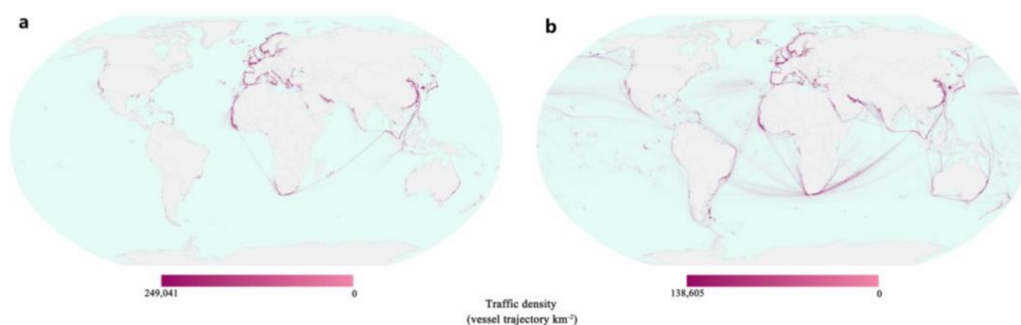 a
b
249,041 0
138,605 0
Traffic density
(vessel trajectory km⁻²)